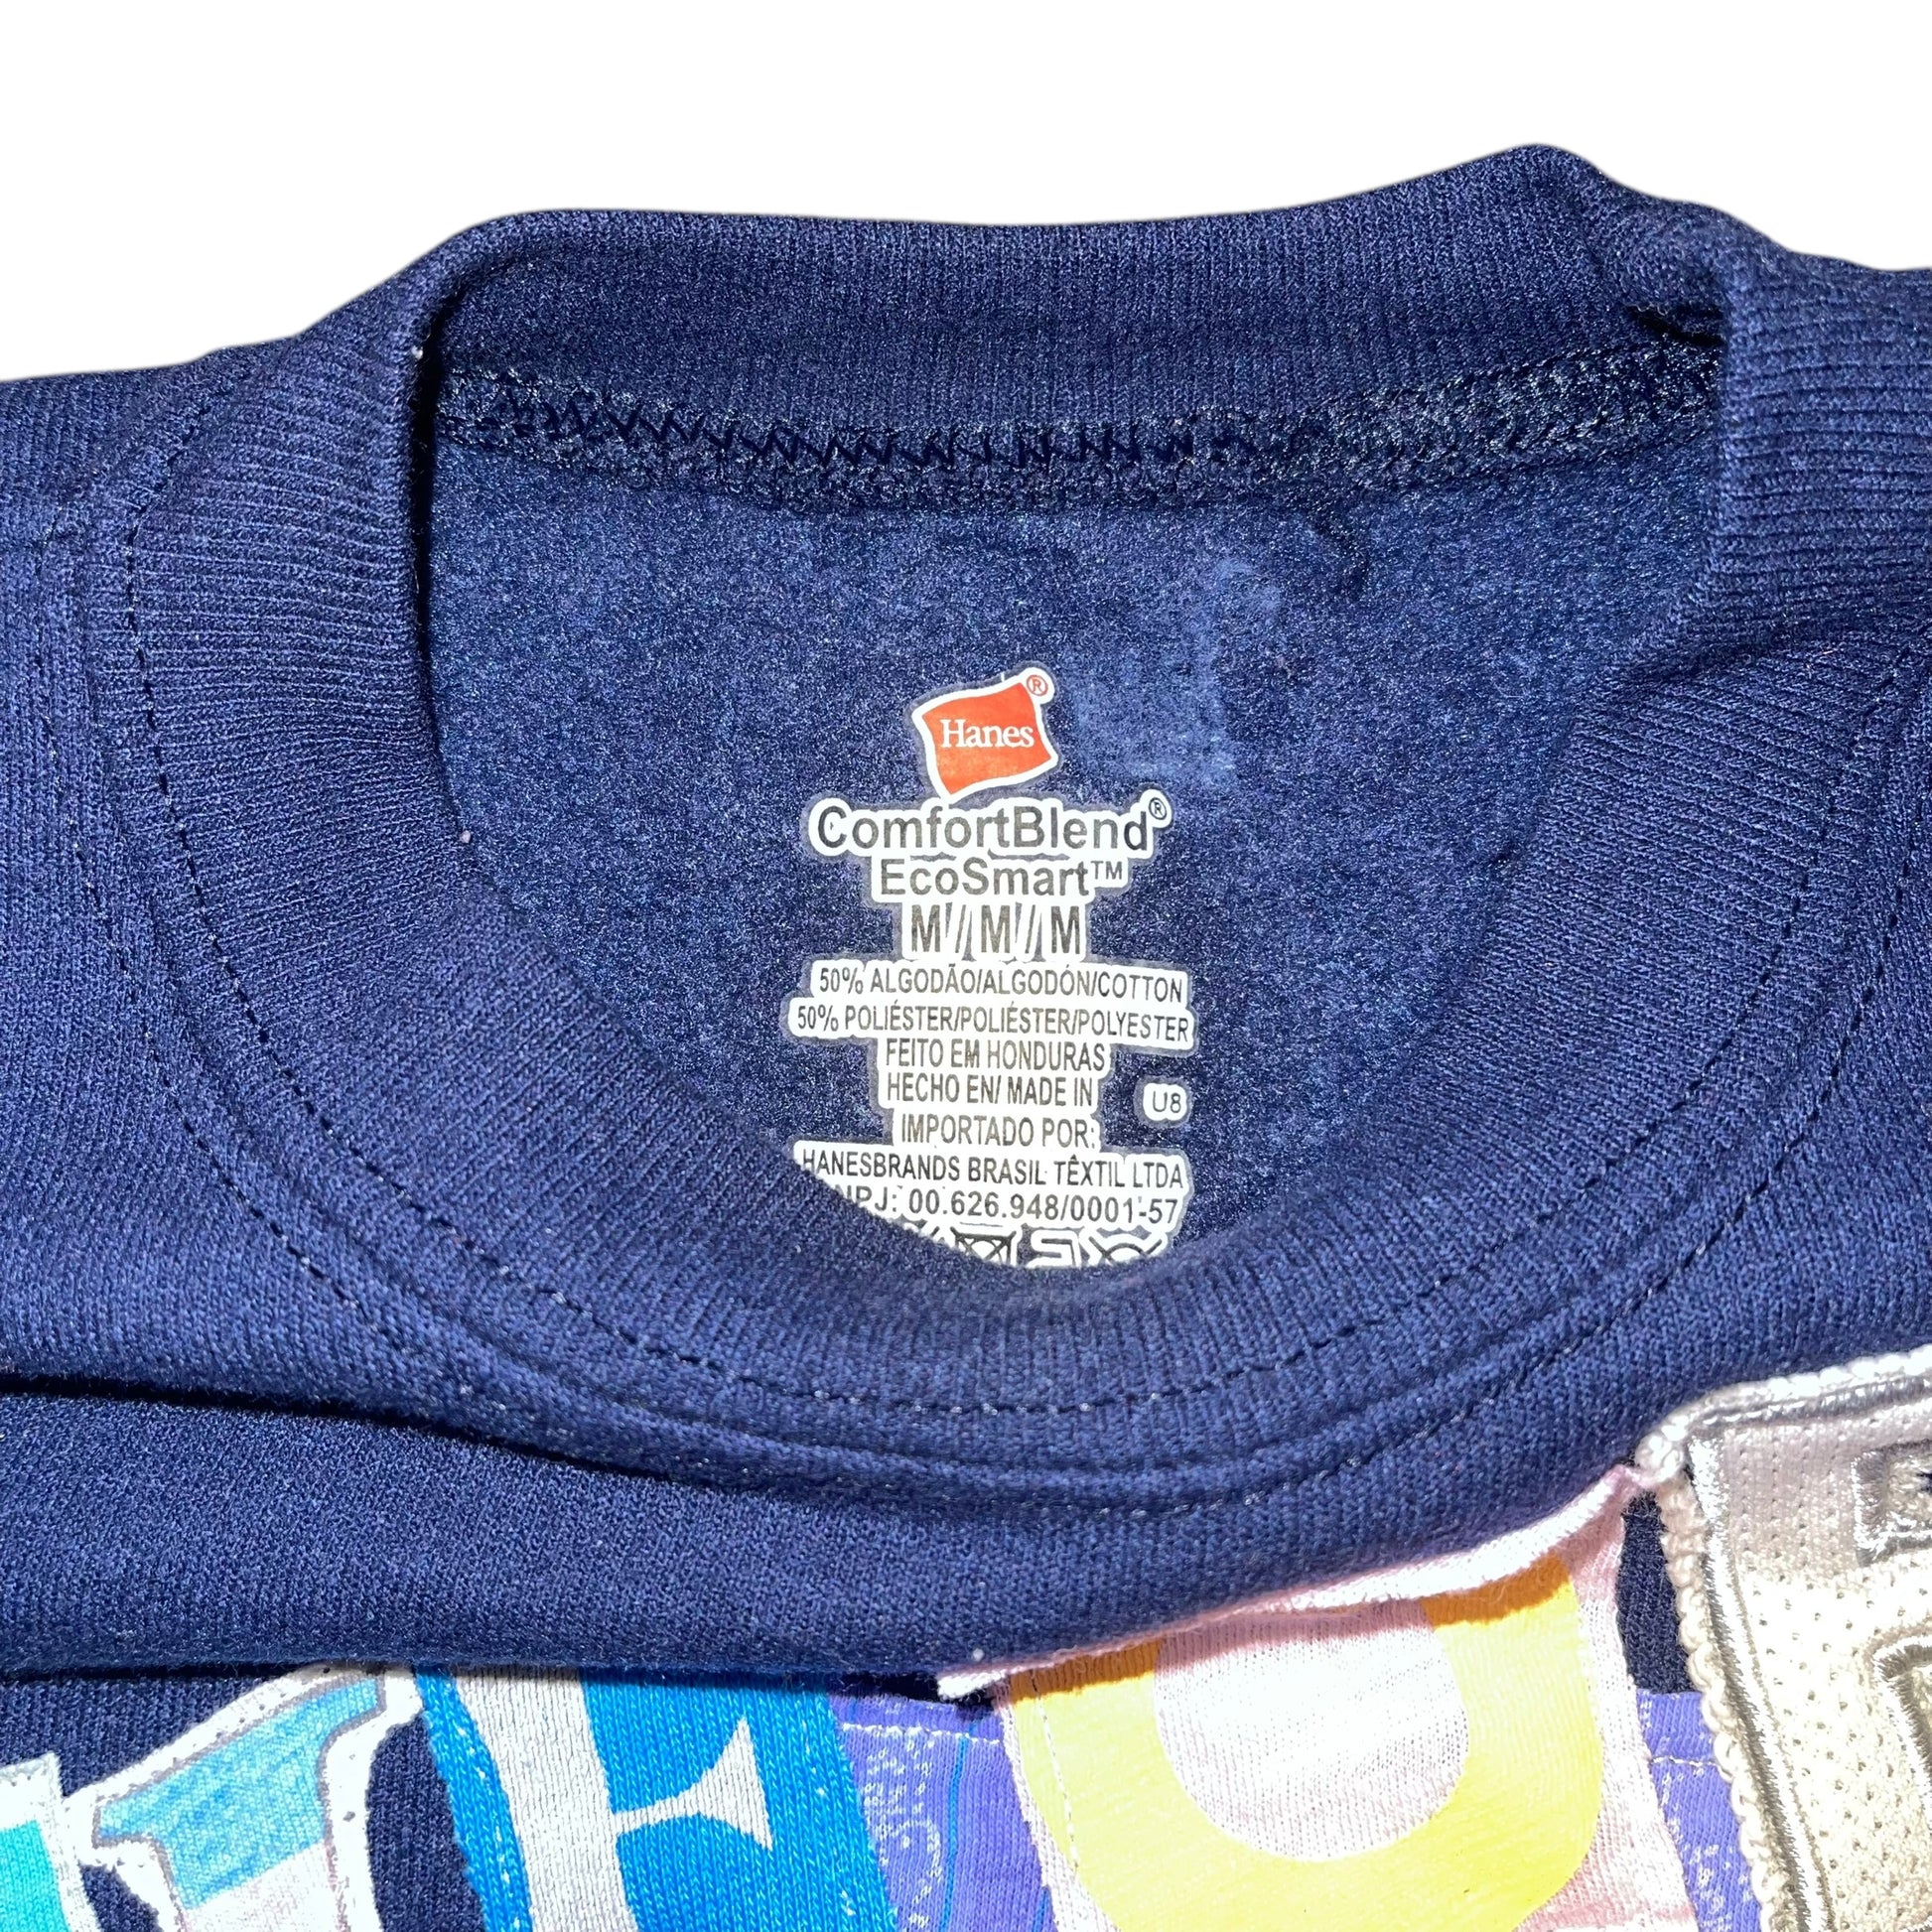 Hanes®
ComfortBlend®
EcoSmart™
M//M//M
50% ALGODÃO/ALGODÓN/COTTON
50% POLIÉSTER/POLIÉSTER/POLYESTER
FEITO EM HONDURAS
HECHO EN/ MADE IN
U8
IMPORTADO POR:
HANESBRANDS BRASIL TÊXTIL LTDA
00.626.948/0001-57